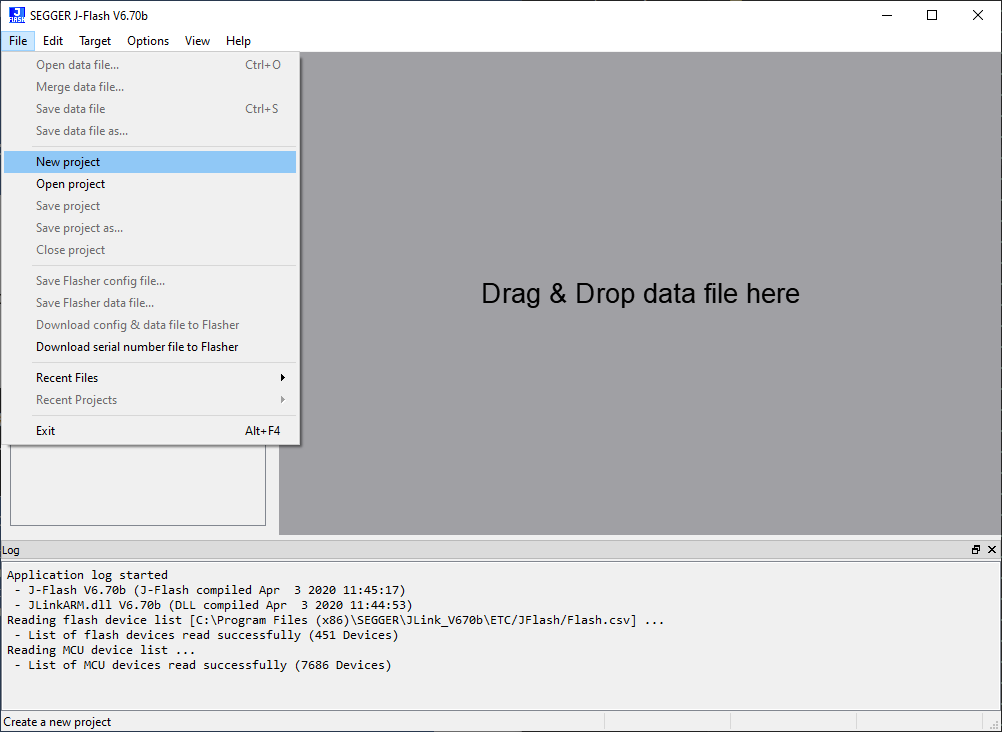 J FLASH SEGGER J-Flash V6.70b
File Edit Target Options View Help
Open data file... Ctrl+O
Merge data file...
Save data file Ctrl+S
Save data file as...
New project
Open project
Save project
Save project as...
Close project
Save Flasher config file...
Save Flasher data file...
Download config & data file to Flasher
Download serial number file to Flasher
Recent Files
Recent Projects
Exit Alt+F4
Drag & Drop data file here
Log
Application log started
- J-Flash V6.70b (J-Flash compiled Apr  3 2020 11:45:17)
- JLinkARM.dll V6.70b (DLL compiled Apr  3 2020 11:44:53)
Reading flash device list [C:\Program Files (x86)\SEGGER\JLink_V670b\ETC/JFlash/Flash.csv] ...
- List of flash devices read successfully (451 Devices)
Reading MCU device list ...
- List of MCU devices read successfully (7686 Devices)
Create a new project